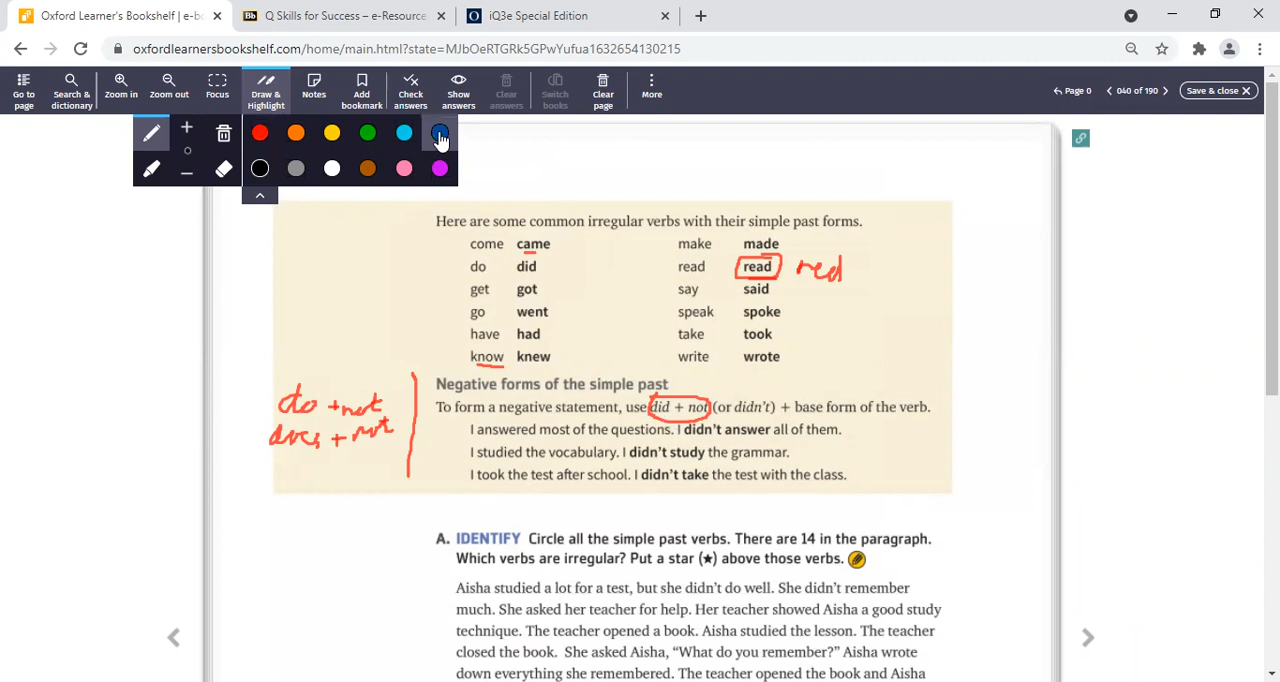 Oxford Learner's Bookshelf | e-bo
Q Skills for Success – e-Resource
iQ3e Special Edition
oxfordlearnersbookshelf.com/home/main.html?state=MJbOeRTGRk5GPwYufua1632654130215
Go to page
Search & dictionary
Zoom in
Zoom out
Focus
Draw & Highlight
Notes
Add bookmark
Check answers
Show answers
Clear answers
Switch books
Clear page
More
Page 0
040 of 190
Save & close
Here are some common irregular verbs with their simple past forms.
come came make made
do did read read red
get got say said
go went speak spoke
have had take took
know knew write wrote
Negative forms of the simple past
do + not
To form a negative statement, use did + not (or didn't) + base form of the verb.
does + not
I answered most of the questions. I didn't answer all of them.
I studied the vocabulary. I didn't study the grammar.
I took the test after school. I didn't take the test with the class.
A. IDENTIFY Circle all the simple past verbs. There are 14 in the paragraph.
Which verbs are irregular? Put a star (★) above those verbs.
Aisha studied a lot for a test, but she didn't do well. She didn't remember
much. She asked her teacher for help. Her teacher showed Aisha a good study
technique. The teacher opened a book. Aisha studied the lesson. The teacher
closed the book. She asked Aisha, “What do you remember?” Aisha wrote
down everything she remembered. The teacher opened the book and Aisha